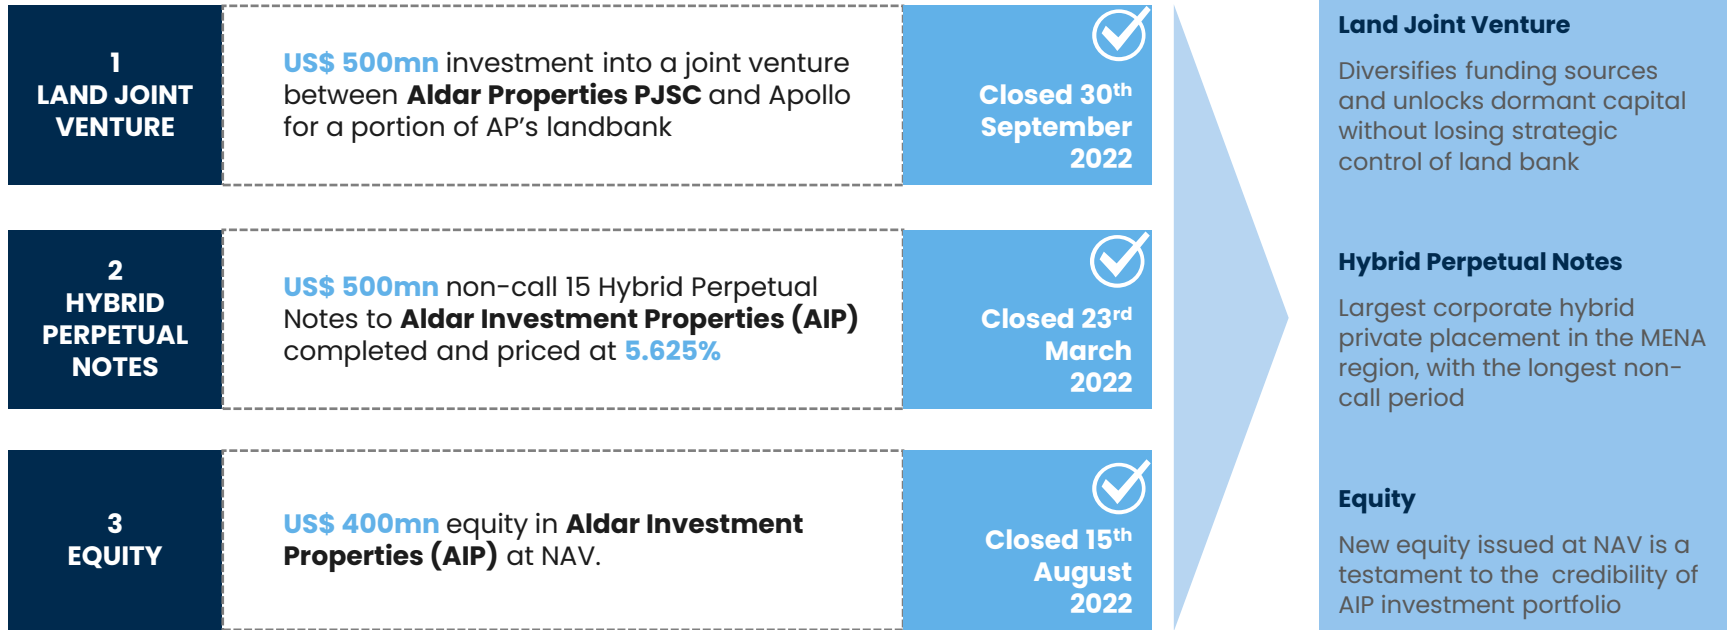 1
LAND JOINT
VENTURE
US$ 500mn investment into a joint venture
between Aldar Properties PJSC and Apollo
for a portion of AP's landbank
Closed 30th
September
2022
2
HYBRID
PERPETUAL
NOTES
US$ 500mn non-call 15 Hybrid Perpetual
Notes to Aldar Investment Properties (AIP)
completed and priced at 5.625%
Closed 23rd
March
2022
3
EQUITY
US$ 400mn equity in Aldar Investment
Properties (AIP) at NAV.
Closed 15th
August
2022
Land Joint Venture
Diversifies funding sources
and unlocks dormant capital
without losing strategic
control of land bank
Hybrid Perpetual Notes
Largest corporate hybrid
private placement in the MENA
region, with the longest non-
call period
Equity
New equity issued at NAV is a
testament to the  credibility of
AIP investment portfolio